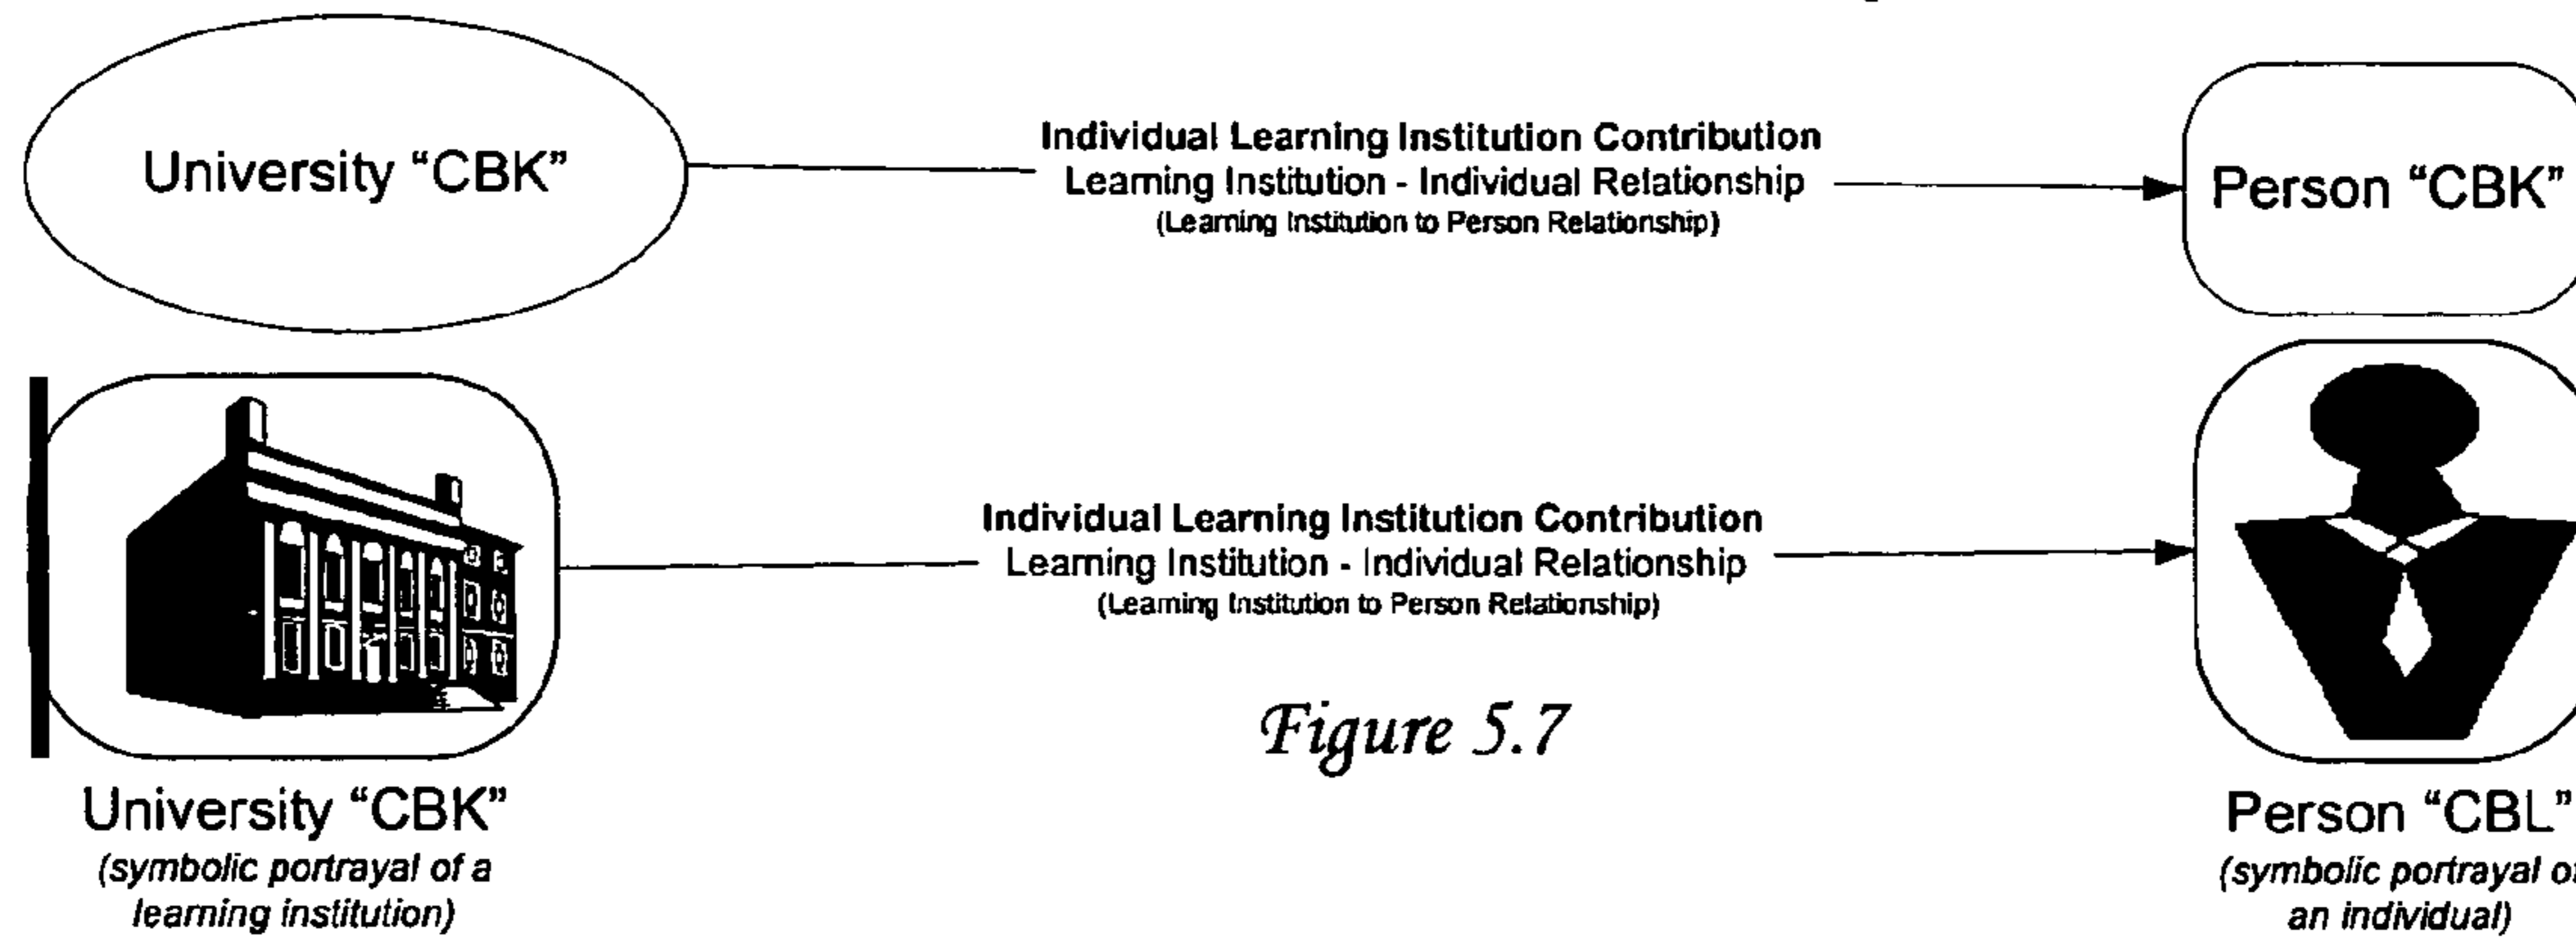 University “CBK”
Individual Learning Institution Contribution
Learning Institution - Individual Relationship
(Learning Institution to Person Relationship)
Person “CBK”
Individual Learning Institution Contribution
Learning Institution - Individual Relationship
(Learning Institution to Person Relationship)
Figure 5.7
University “CBK”
(symbolic portrayal of a
learning institution)
Person “CBL”
(symbolic portrayal of
an individual)